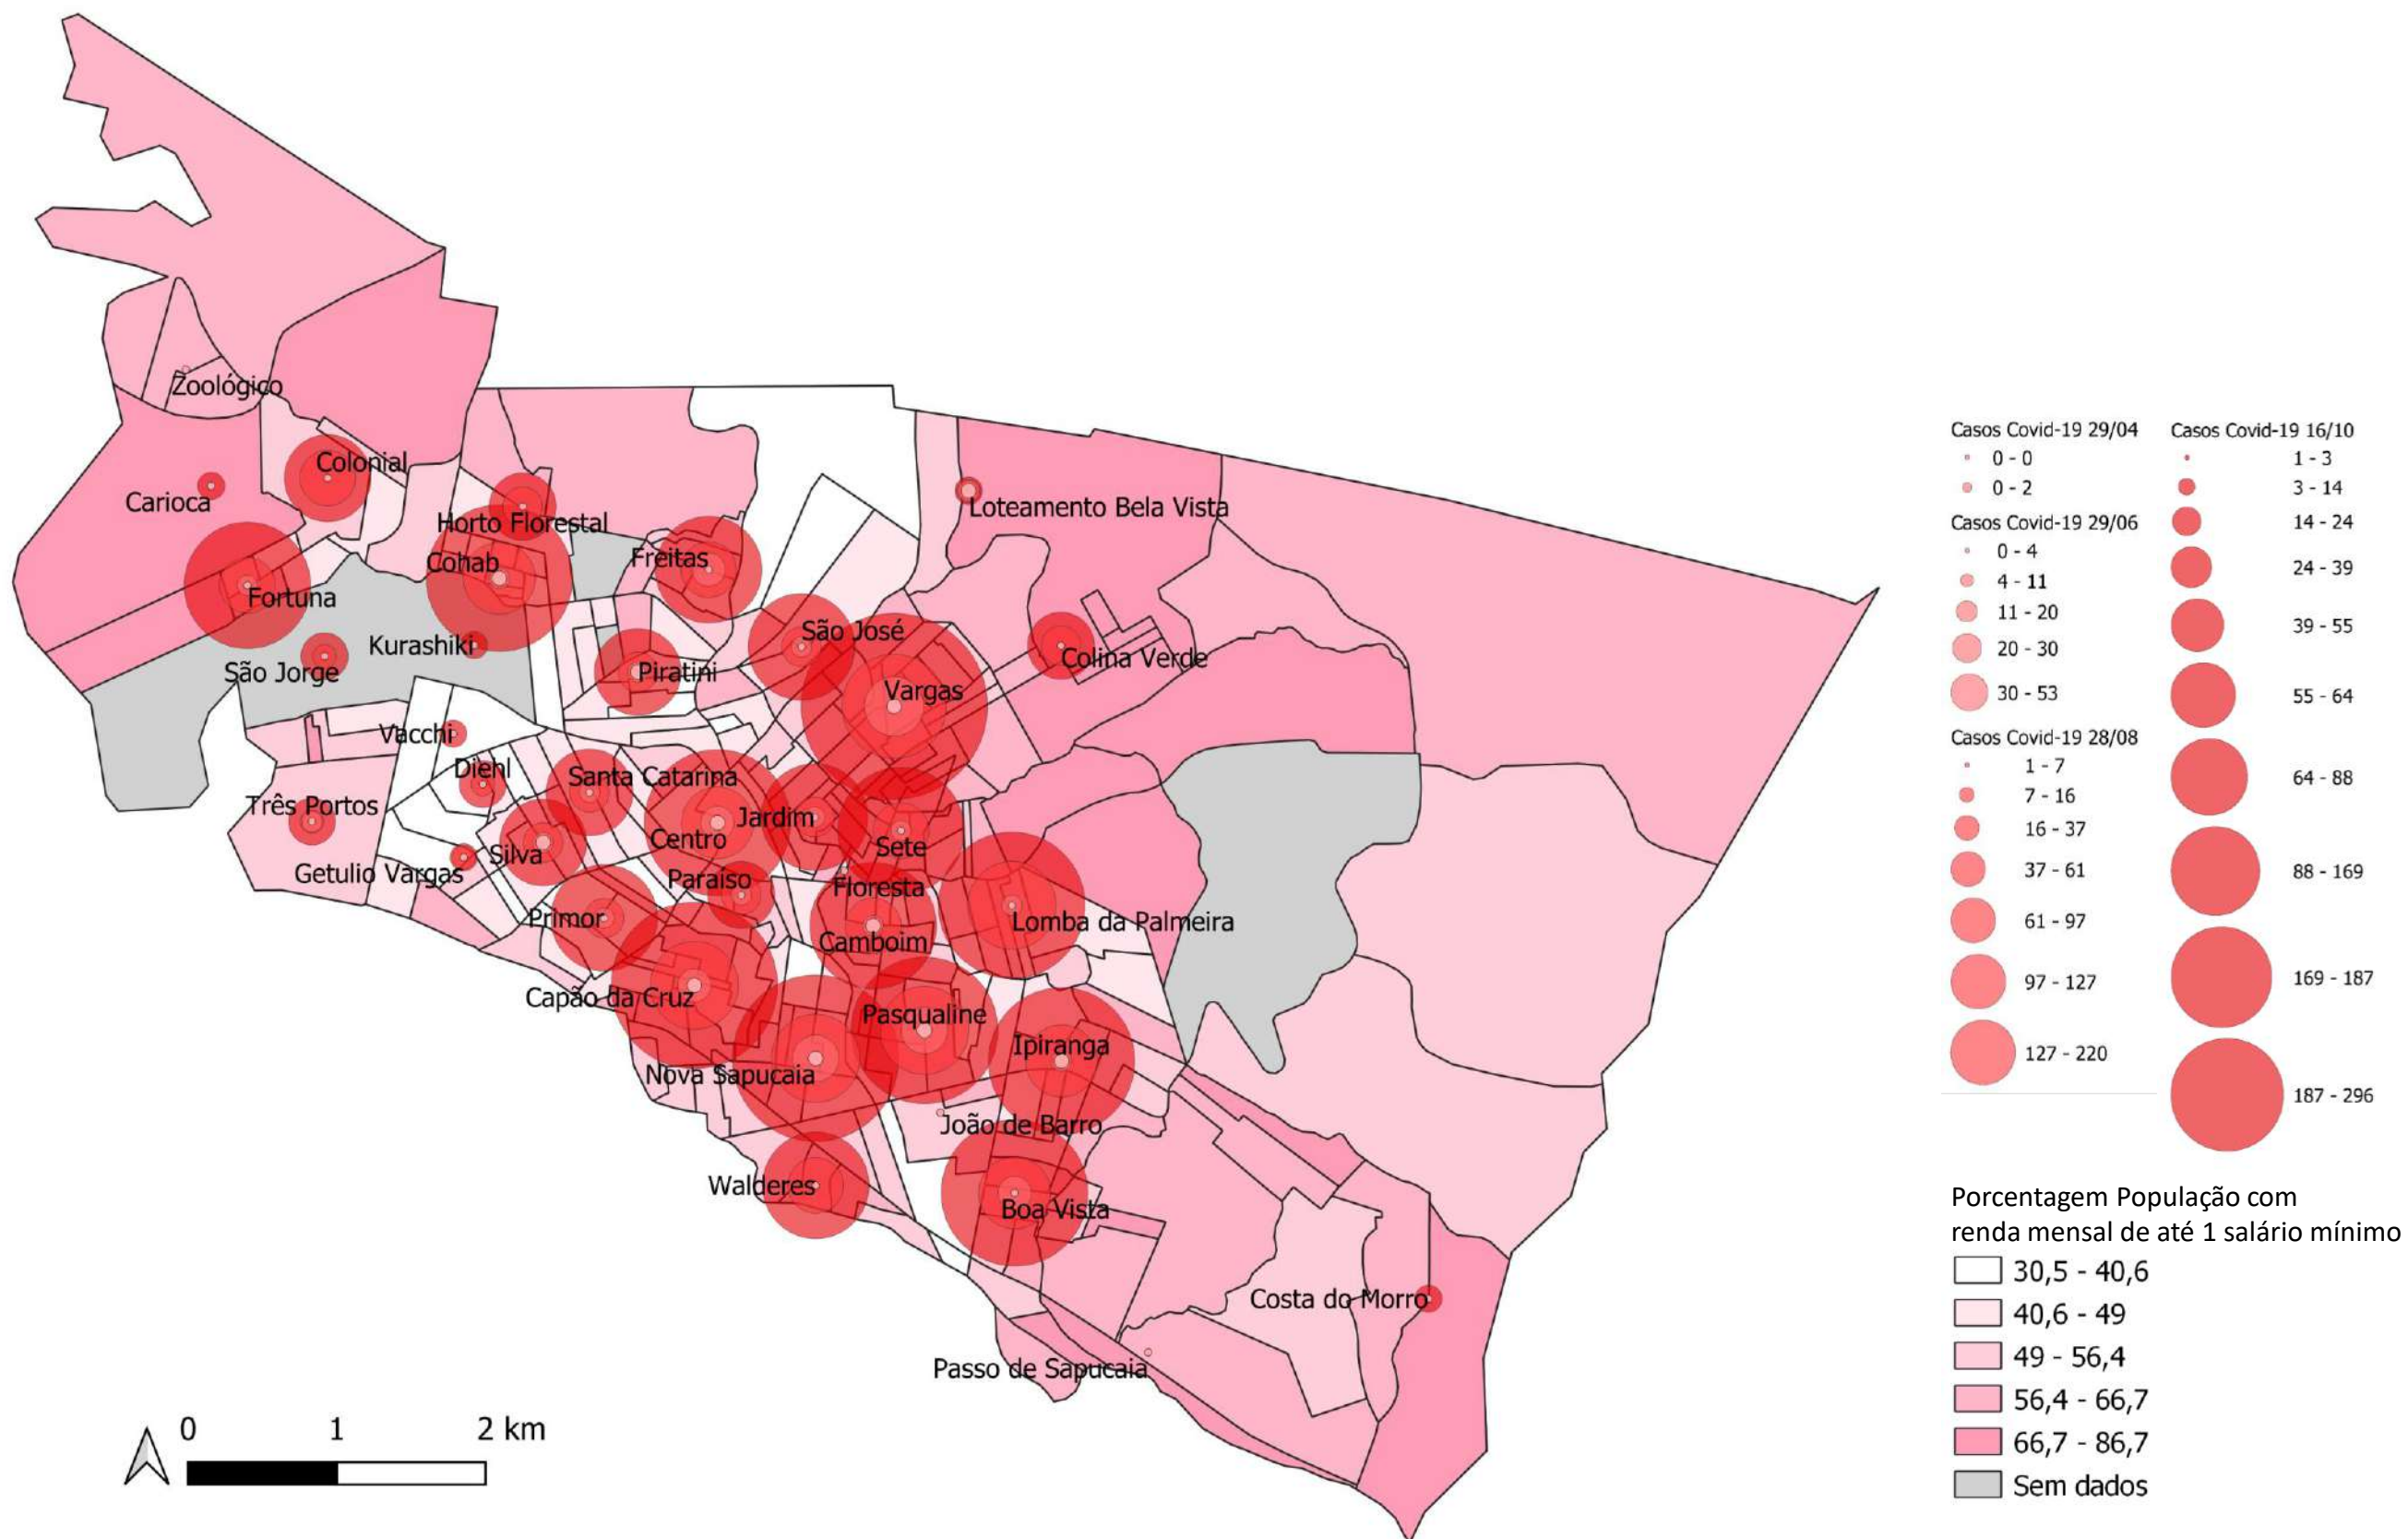 Zoológico
Colonial
Carioca
Horto Florestal
Loteamento Bela Vista
Cohab
Freitas
Fortuna
São José
Kurashiki
São Jorge
Piratini
Colina Verde
Vargas
Vacchi
Diehl
Santa Catarina
Três Portos
Jardim
Centro
Sete
Silva
Getulio Vargas
Paraiso
Floresta
Primor
Lomba da Palmeira
Camboim
Capão da Cruz
Pasqualine
Ipiranga
Nova Sapucaia
João de Barro
Walderes
Boa Vista
Costa do Morro
Passo de Sapucaia
0 1 2 km
Casos Covid-19 29/04
0 - 0
0 - 2
Casos Covid-19 29/06
0 - 4
4 - 11
11 - 20
20 - 30
30 - 53
Casos Covid-19 28/08
1 - 7
7 - 16
16 - 37
37 - 61
61 - 97
97 - 127
127 - 220
Casos Covid-19 16/10
1 - 3
3 - 14
14 - 24
24 - 39
39 - 55
55 - 64
64 - 88
88 - 169
169 - 187
187 - 296
Porcentagem População com
renda mensal de até 1 salário mínimo
30,5 - 40,6
40,6 - 49
49 - 56,4
56,4 - 66,7
66,7 - 86,7
Sem dados